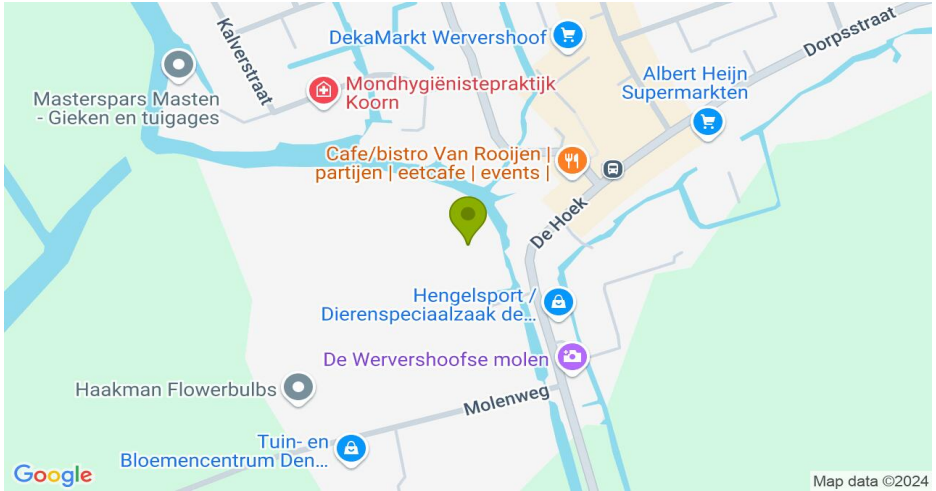 DekaMarkt Wervershoof
Kalverstraat
Dorpsstraat
Masterspars Masten
- Gieken en tuigages
Mondhygiënistepraktijk
Koorn
Albert Heijn
Supermarkten
Cafe/bistro Van Rooijen |
partijen | eetcafe | events |
De Hoek
Hengelsport /
Dierenspeciaalzaak de...
De Wervershoofse molen
Haakman Flowerbulbs
Molenweg
Tuin- en
Bloemencentrum Den...
Google
Map data ©2024